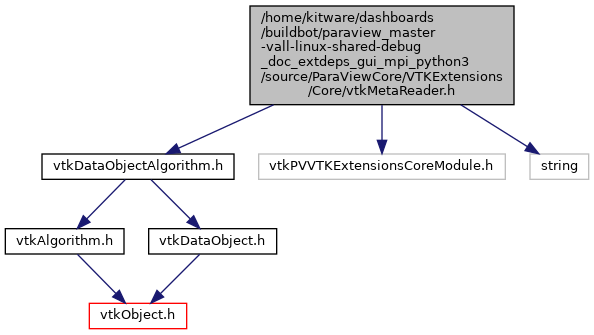 /home/kitware/dashboards
/buildbot/paraview_master
-vall-linux-shared-debug
_doc_extdeps_gui_mpi_python3
/source/ParaViewCore/VTKExtensions
/Core/vtkMetaReader.h
vtkDataObjectAlgorithm.h
vtkPVVTKExtensionsCoreModule.h
string
vtkAlgorithm.h
vtkDataObject.h
vtkObject.h